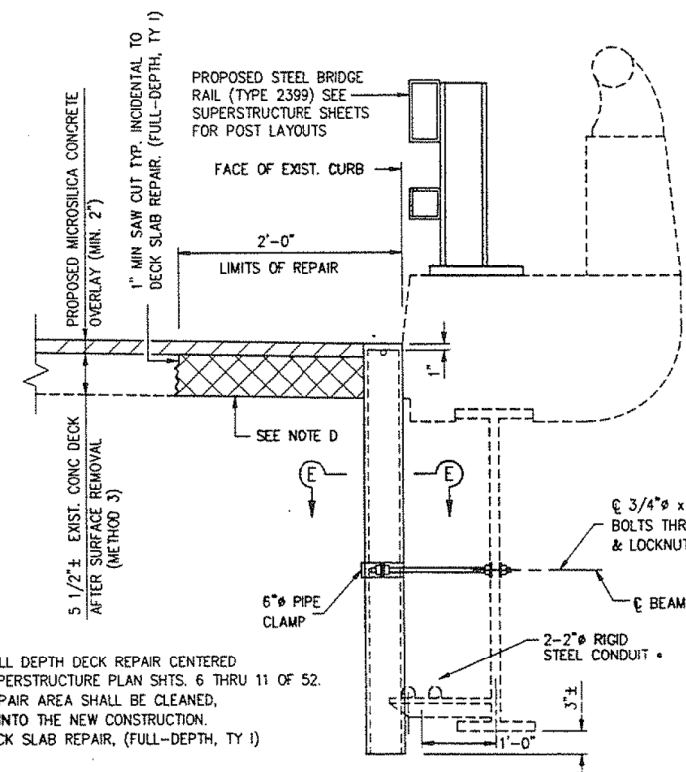 PROPOSED MICROSILICA CONCRETE
OVERLAY (MIN. 2")
1" MIN SAW CUT TYP. INCIDENTAL TO
DECK SLAB REPAIR. (FULL-DEPTH, TY I)
PROPOSED STEEL BRIDGE
RAIL (TYPE 2399) SEE
SUPERSTRUCTURE SHEETS
FOR POST LAYOUTS
FACE OF EXIST. CURB
2'-0"
LIMITS OF REPAIR
1"
SEE NOTE D
5 1/2"± EXIST. CONC DECK
AFTER SURFACE REMOVAL
(METHOD 3)
E
E
℄ 3/4"ø x
BOLTS THR
& LOCKNUT
6"ø PIPE
CLAMP
℄ BEAM
2-2"ø RIGID
STEEL CONDUIT
3"±
1'-0"
LL DEPTH DECK REPAIR CENTERED
PERSTRUCTURE PLAN SHTS. 6 THRU 11 OF 52.
PAIR AREA SHALL BE CLEANED,
INTO THE NEW CONSTRUCTION.
CK SLAB REPAIR, (FULL-DEPTH, TY I)